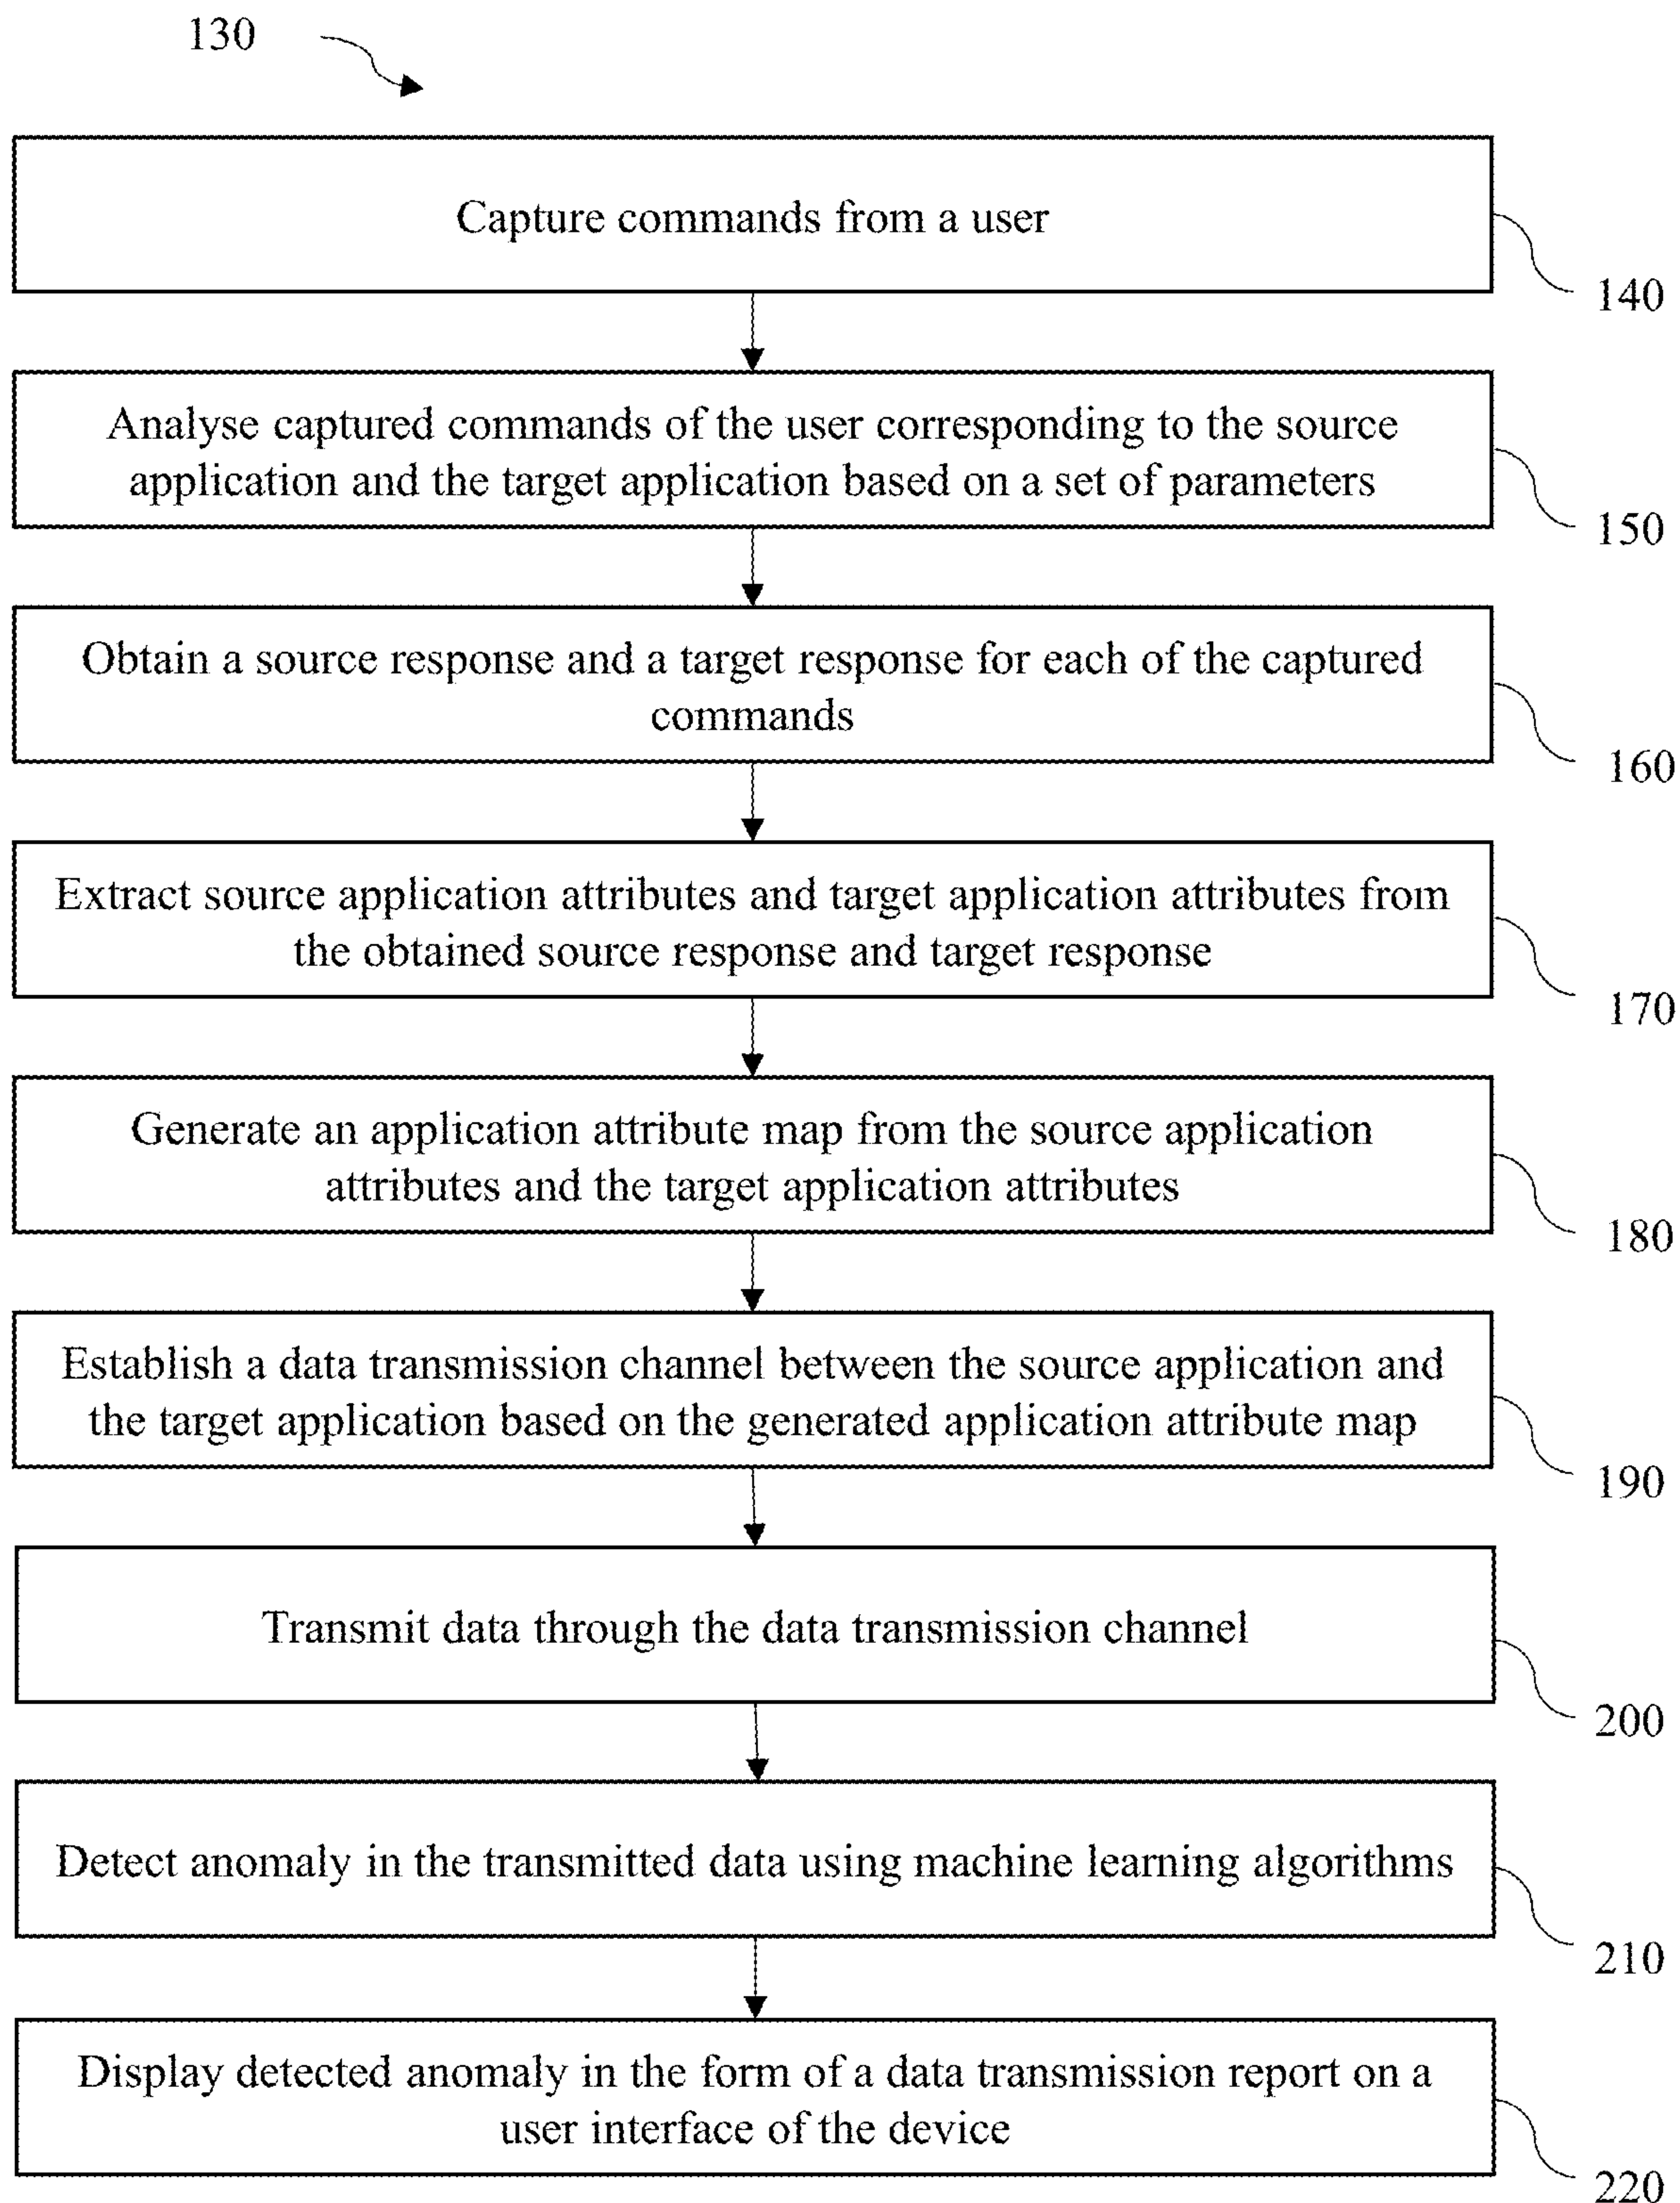 130
Capture commands from a user
140
Analyse captured commands of the user corresponding to the source
application and the target application based on a set of parameters
150
Obtain a source response and a target response for each of the captured
commands
160
Extract source application attributes and target application attributes from
the obtained source response and target response
170
Generate an application attribute map from the source application
attributes and the target application attributes
180
Establish a data transmission channel between the source application and
the target application based on the generated application attribute map
190
Transmit data through the data transmission channel
200
Detect anomaly in the transmitted data using machine learning algorithms
210
Display detected anomaly in the form of a data transmission report on a
user interface of the device
220